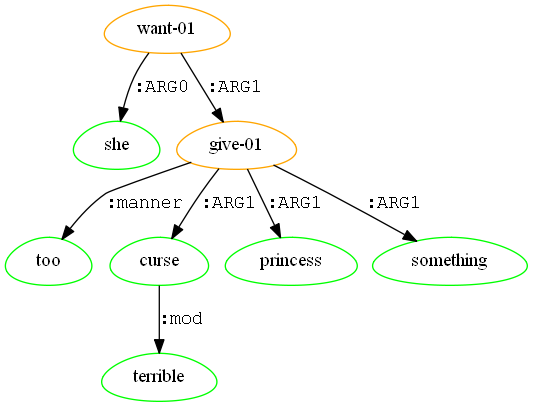 want-01
:ARG0 :ARG1
she give-01
:manner :ARG1 :ARG1 :ARG1
too curse princess something
:mod
terrible